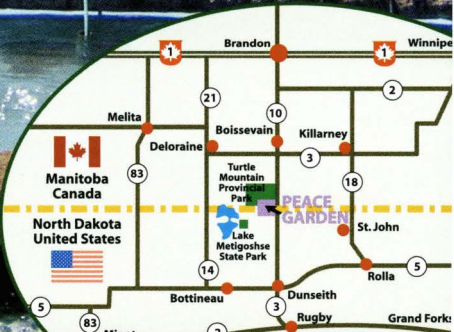 1
Brandon
1
Winnipe
2
21
10
Melita
Boissevain
Killarney
Deloraine
3
Manitoba
Canada
83
Turtle
Mountain
Provincial
Park
18
PEACE
GARDEN
North Dakota
United States
St. John
Lake
Metigoshse
State Park
14
5
Rolla
Bottineau
Dunseith
5
3
83
Rugby
Grand Forks